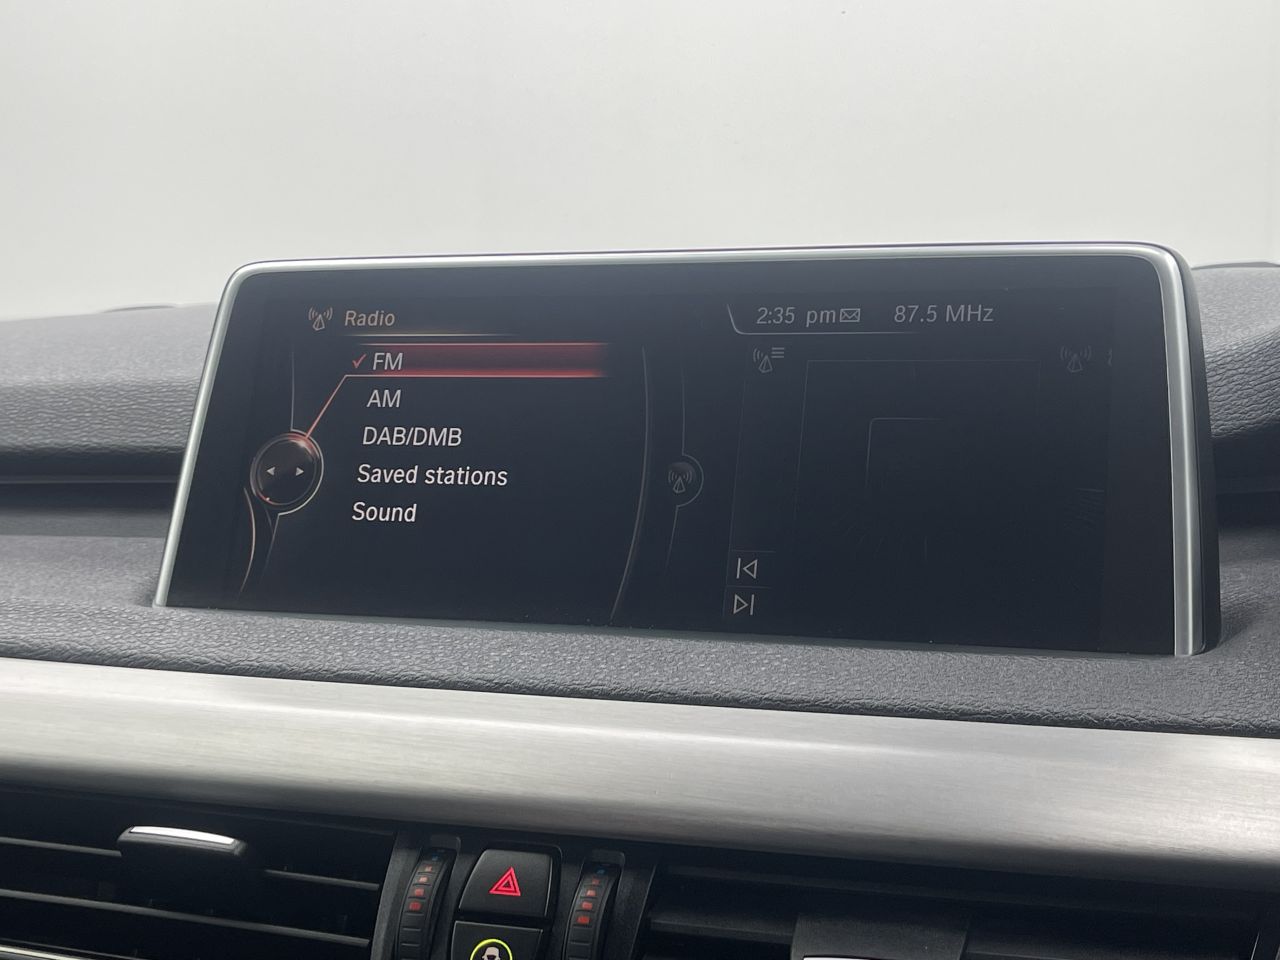 Radio
2:35 pm 87.5 MHz
FM
AM
DAB/DMB
Saved stations
Sound